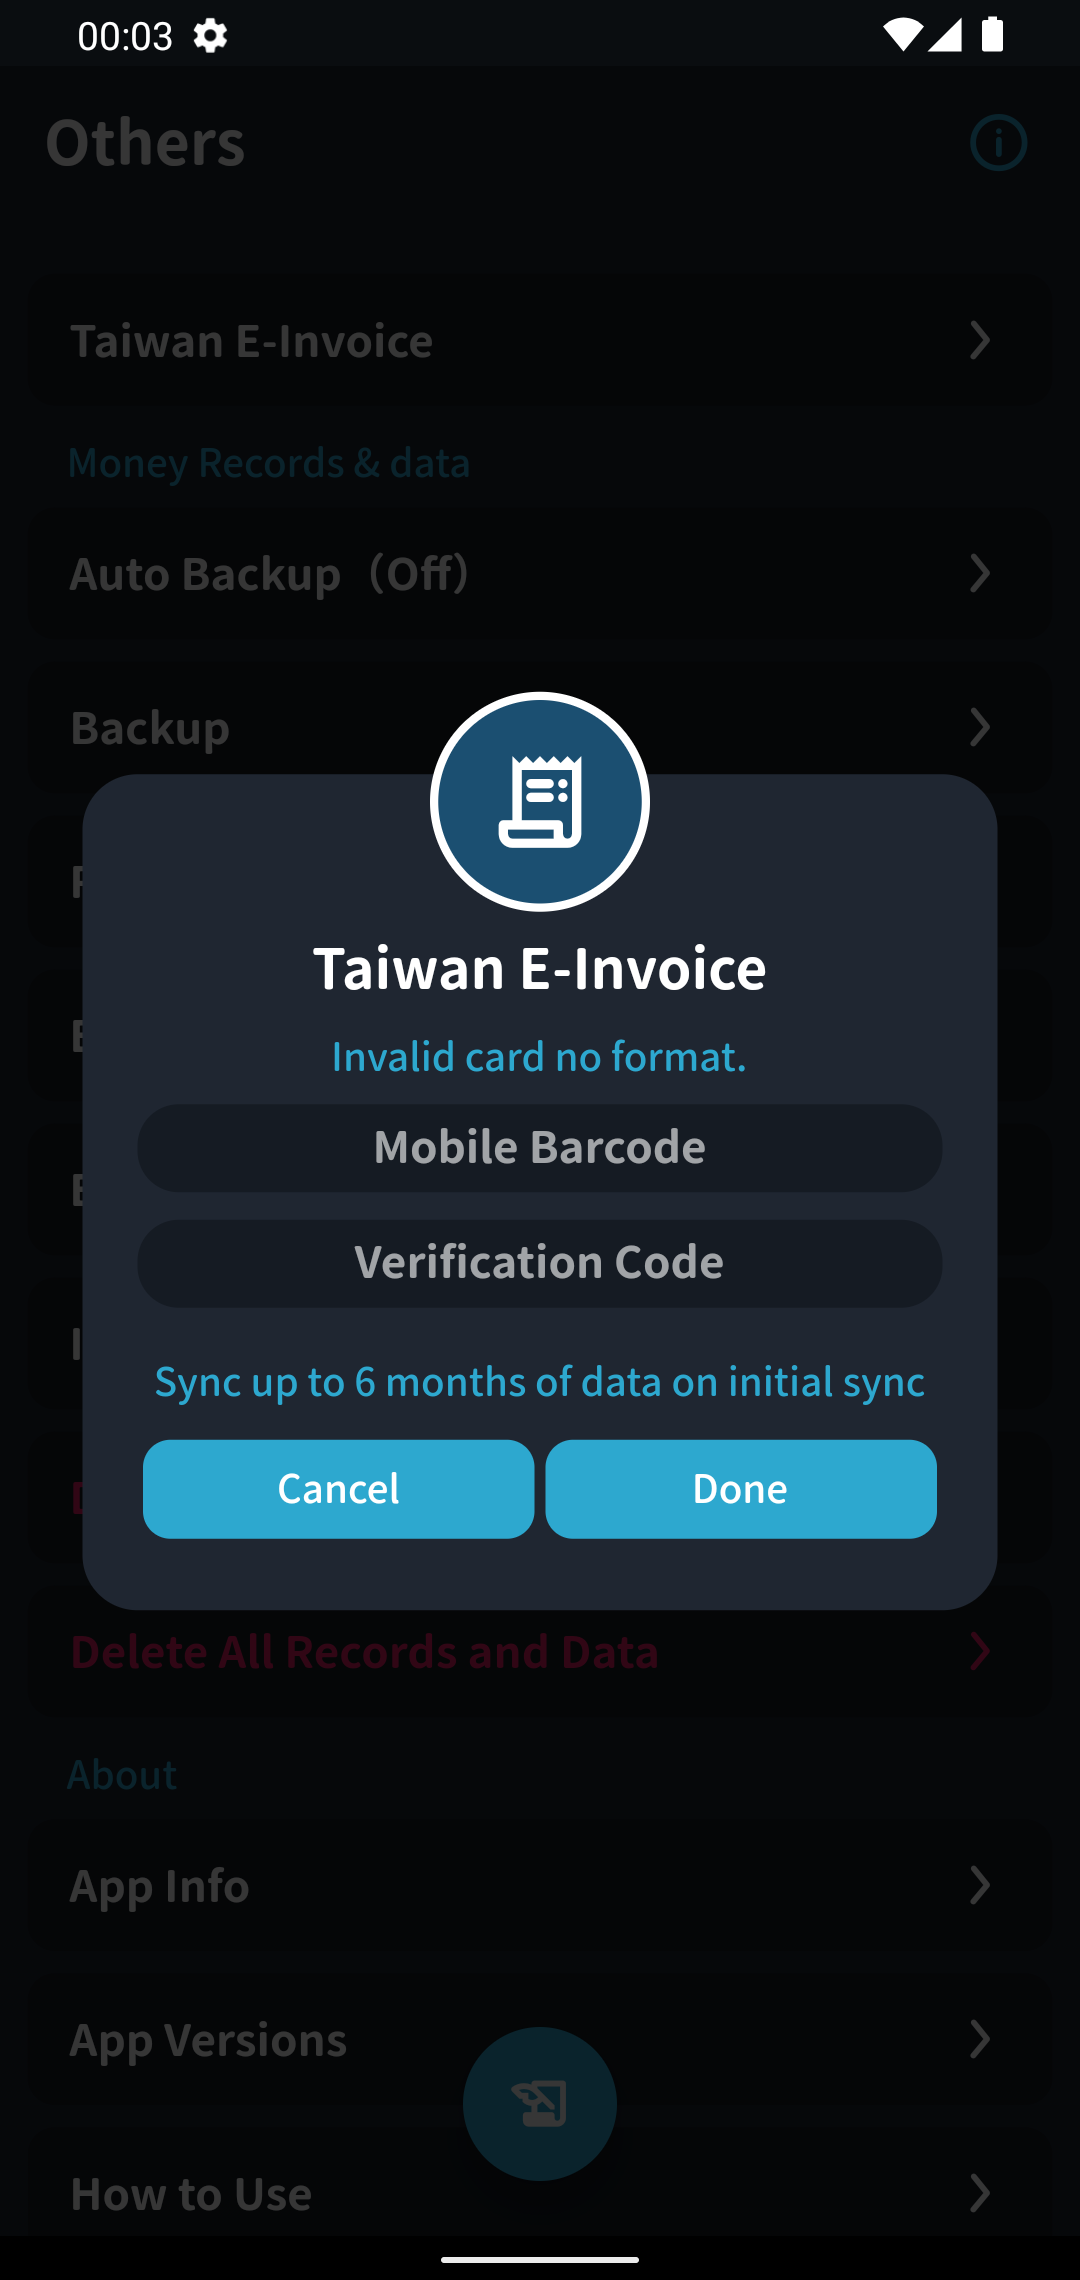 00:03
Others
Taiwan E-Invoice
Money Records & data
Auto Backup（Off）
Backup
Taiwan E-Invoice
Invalid card no format.
Mobile Barcode
Verification Code
Sync up to 6 months of data on initial sync
Cancel
Done
Delete All Records and Data
About
App Info
App Versions
How to Use